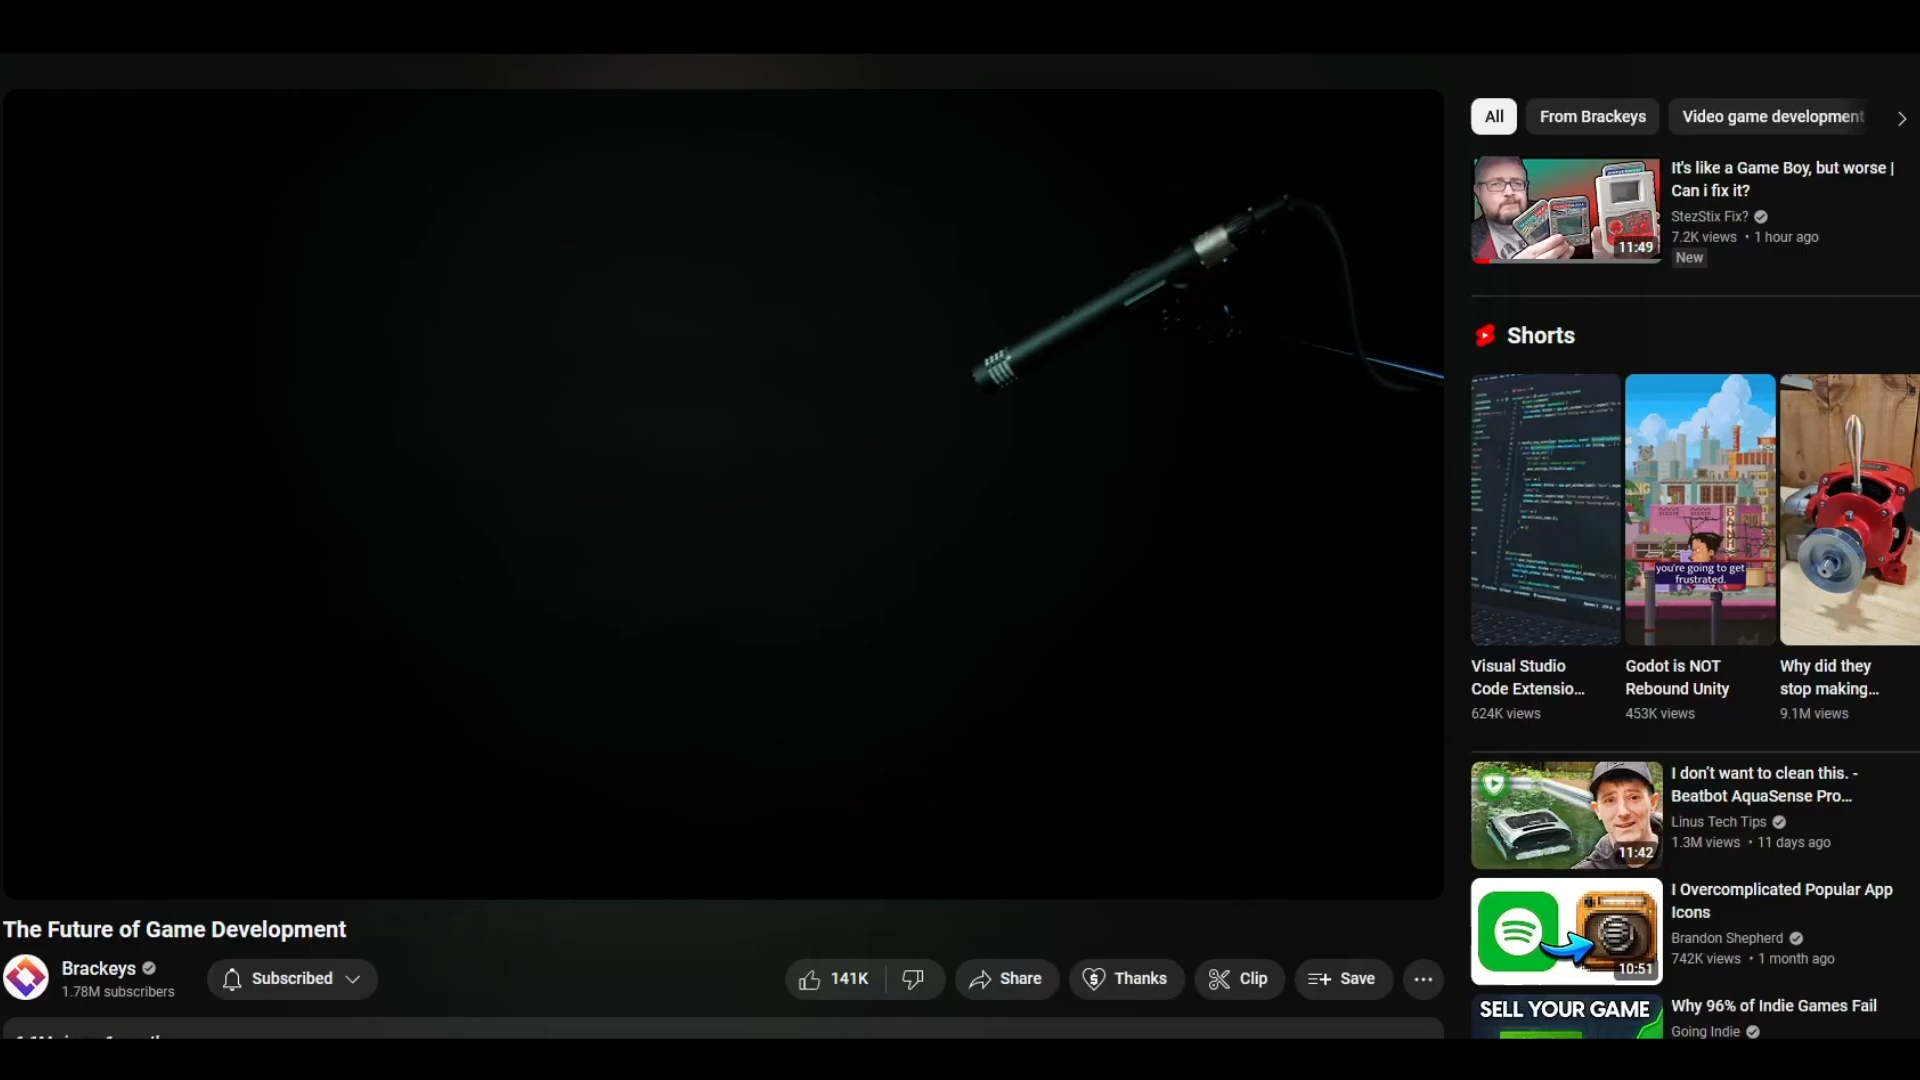 All
From Brackeys
Video game development
It's like a Game Boy, but worse |
Can i fix it?
StezStix Fix?
7.2K views • 1 hour ago
New
11:49
Shorts
you're going to get
frustrated.
Visual Studio
Code Extensio...
624K views
Godot is NOT
Rebound Unity
453K views
Why did they
stop making...
9.1M views
I don't want to clean this. -
Beatbot AquaSense Pro...
Linus Tech Tips
1.3M views • 11 days ago
11:42
I Overcomplicated Popular App
Icons
Brandon Shepherd
742K views • 1 month ago
10:51
SELL YOUR GAME
Why 96% of Indie Games Fail
Going Indie
The Future of Game Development
Brackeys
1.78M subscribers
Subscribed
141K
Share
Thanks
Clip
Save